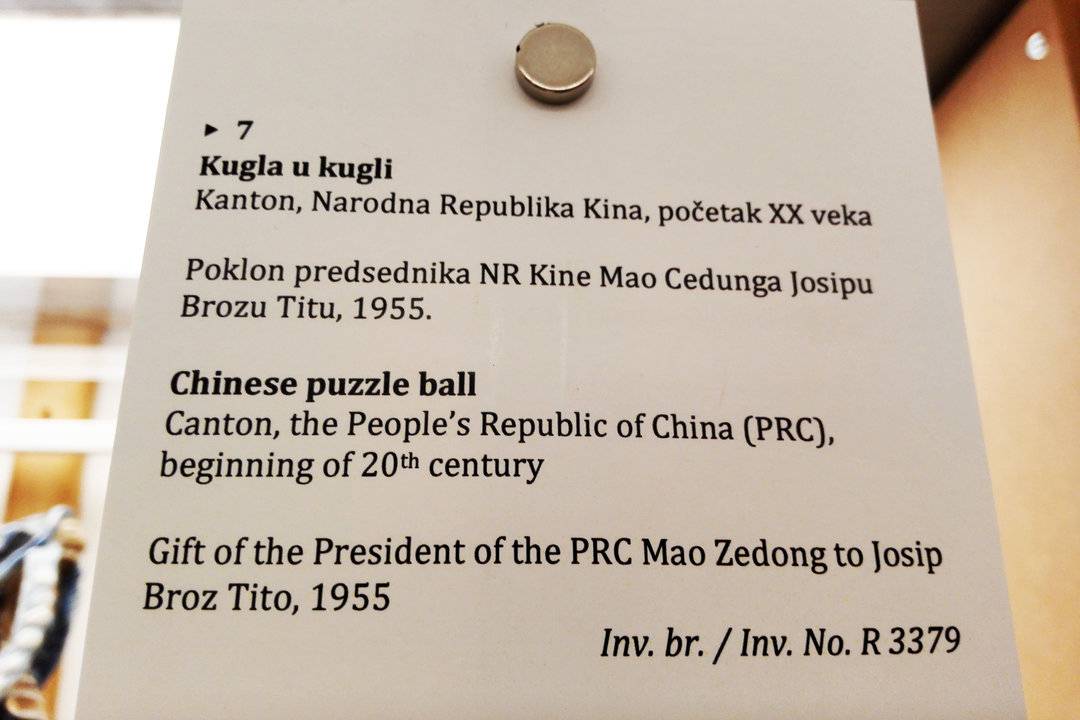 ► 7
Kugla u kugli
Kanton, Narodna Republika Kina, početak XX veka
Poklon predsednika NR Kine Mao Cedunga Josipu
Brozu Titu, 1955.
Chinese puzzle ball
Canton, the People’s Republic of China (PRC),
beginning of 20th century
Gift of the President of the PRC Mao Zedong to Josip
Broz Tito, 1955
Inv. br. / Inv. No. R 3379